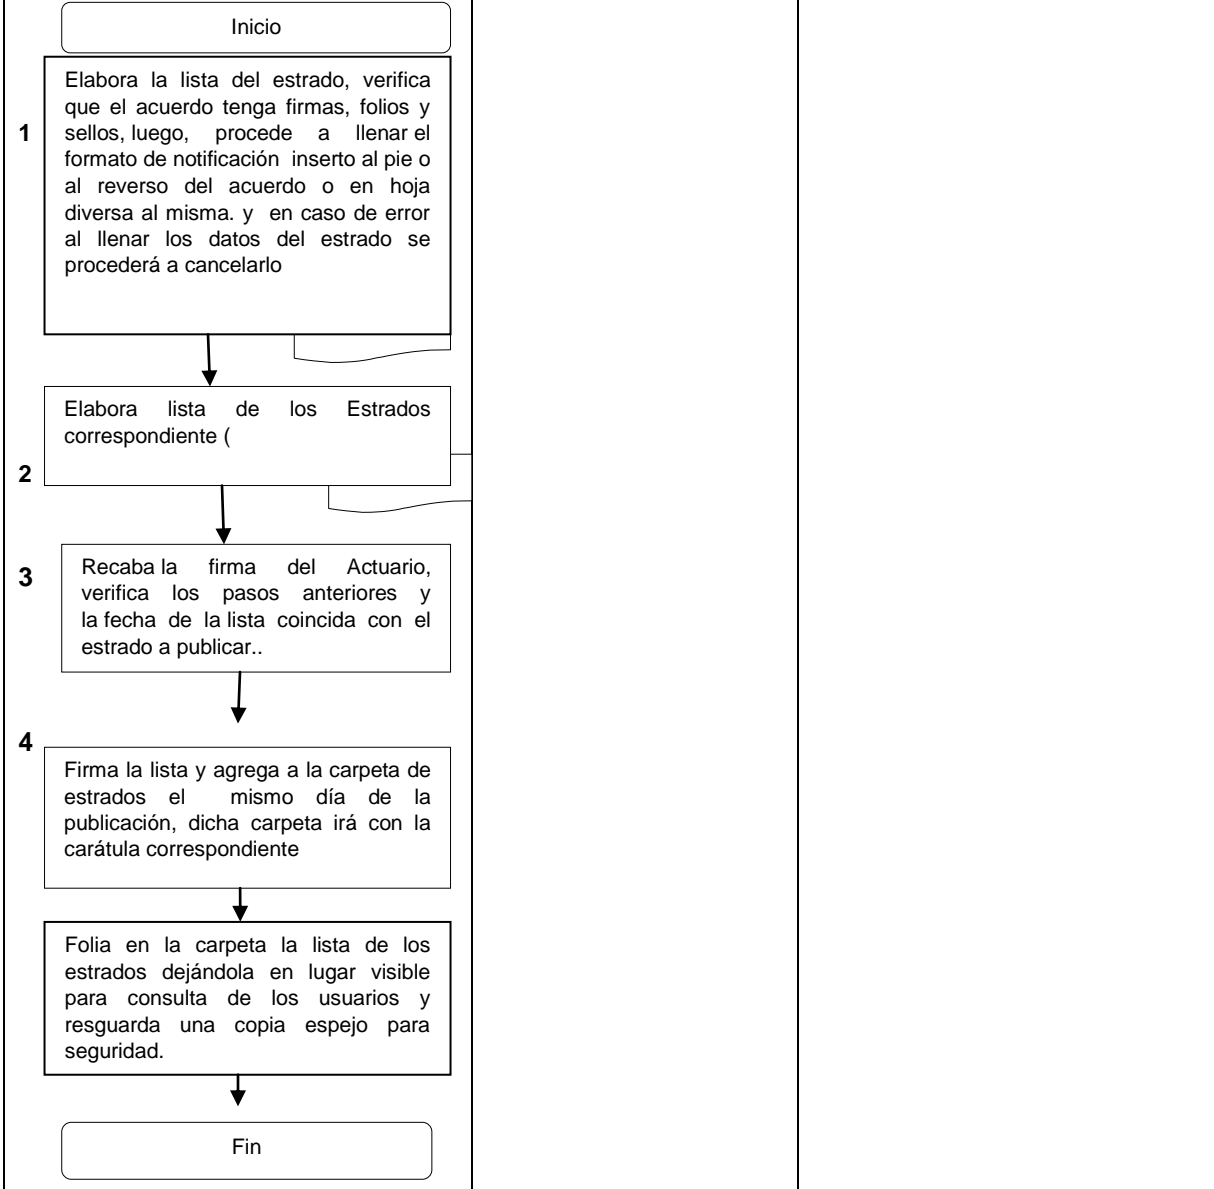 Inicio
1
Elabora la lista del estrado, verifica
que el acuerdo tenga firmas, folios y
sellos, luego, procede a llenar el
formato de notificación inserto al pie o
al reverso del acuerdo o en hoja
diversa al misma. y en caso de error
al llenar los datos del estrado se
procederá a cancelarlo
2
Elabora lista de los Estrados
correspondiente (
3
Recaba la firma del Actuario,
verifica los pasos anteriores y
la fecha de la lista coincida con el
estrado a publicar..
4
Firma la lista y agrega a la carpeta de
estrados el mismo día de la
publicación, dicha carpeta irá con la
carátula correspondiente
Folia en la carpeta la lista de los
estrados dejándola en lugar visible
para consulta de los usuarios y
resguarda una copia espejo para
seguridad.
Fin